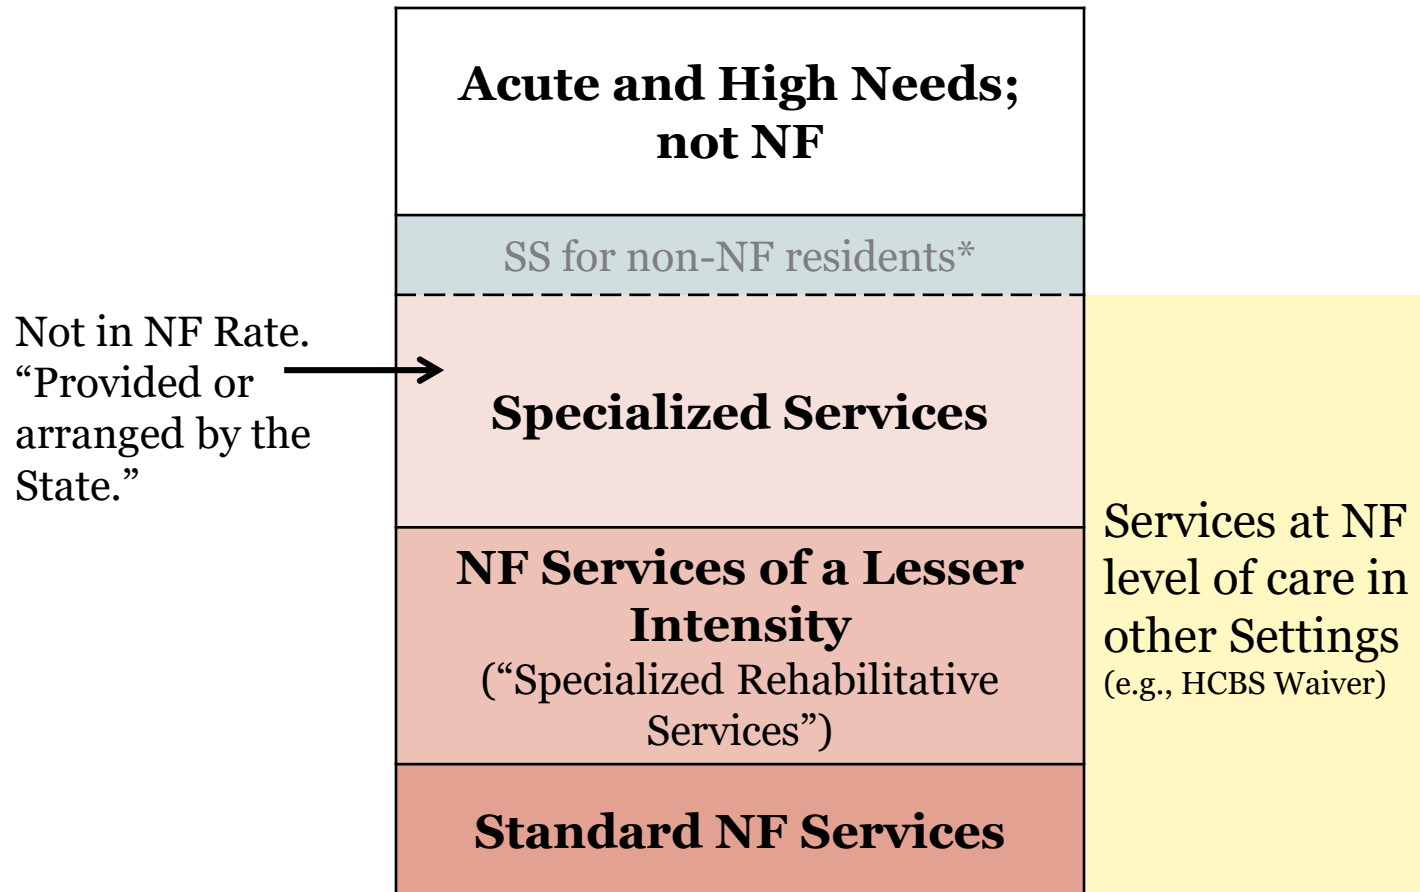 Acute and High Needs;
not NF
SS for non-NF residents*
Not in NF Rate.
“Provided or
arranged by the
State.”
Specialized Services
NF Services of a Lesser
Intensity
(“Specialized Rehabilitative
Services”)
Standard NF Services
Services at NF
level of care in
other Settings
(e.g., HCBS Waiver)